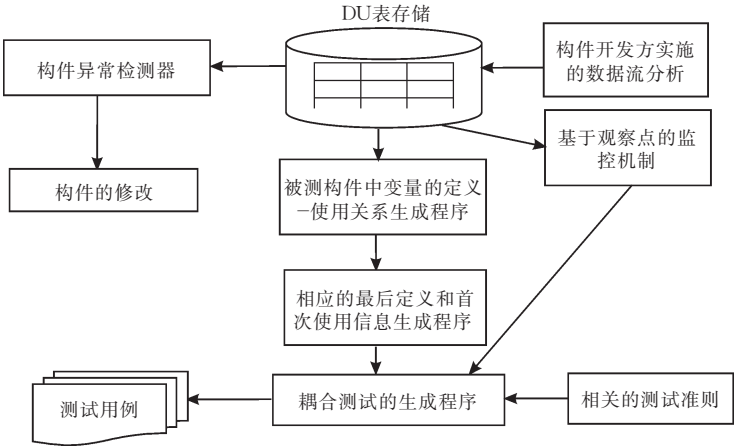 DU表存储
构件异常检测器
构件开发方实施
的数据流分析
基于观察点的监
控机制
构件的修改
被测构件中变量的定义
-使用关系生成程序
相应的最后定义和首
次使用信息生成程序
测试用例
耦合测试的生成程序
相关的测试准则